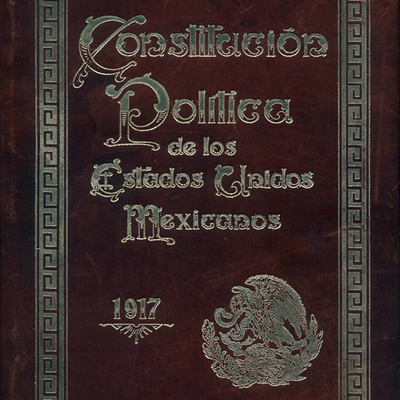 Constitución
Política
de los
Estados Unidos
Mexicanos
1917